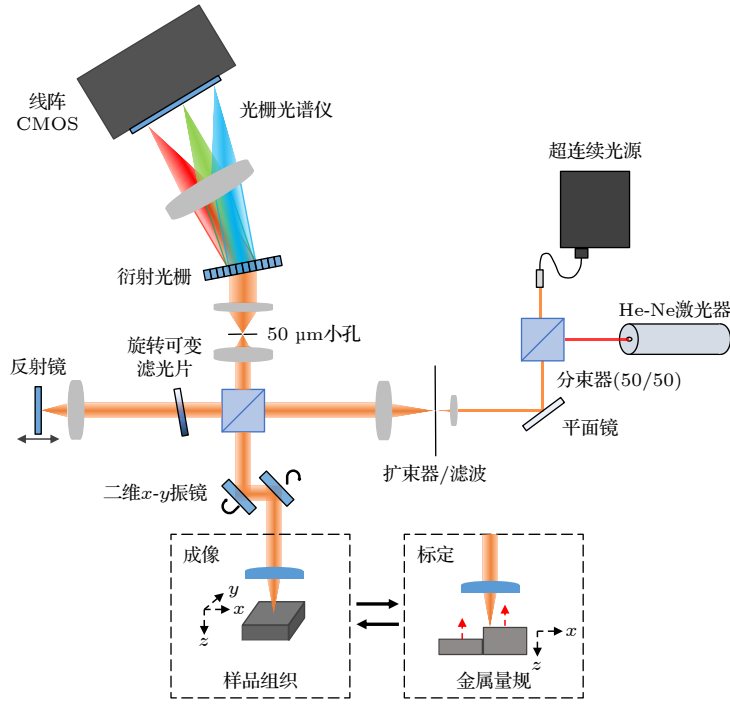 线阵
CMOS
光栅光谱仪
超连续光源
衍射光栅
He-Ne激光器
50 μm小孔
旋转可变
滤光片
反射镜
分束器(50/50)
平面镜
扩束器/滤波
二维x-y振镜
成像
标定
y
x
z
x
z
样品组织
金属量规